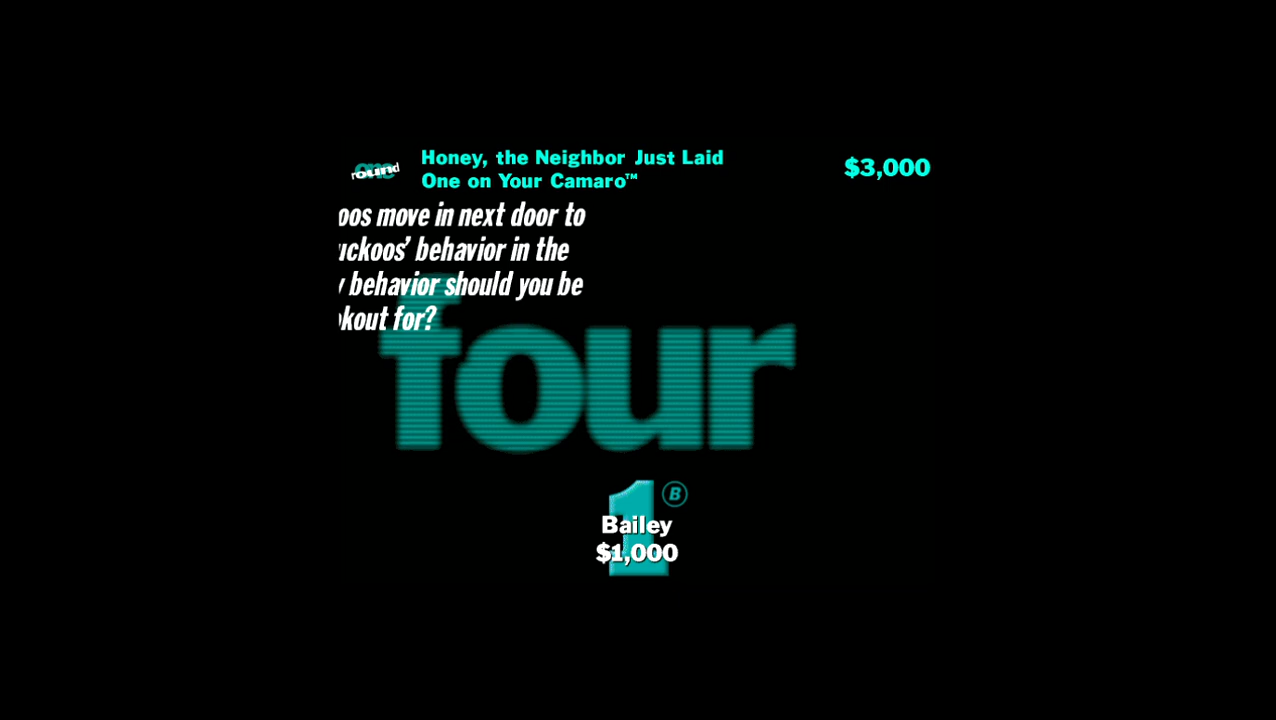 round one
Honey, the Neighbor Just Laid
One on Your Camaro™
$3,000
oos move in next door to
uckoos' behavior in the
y behavior should you be
okout for?
four
1 B
Bailey
$1,000